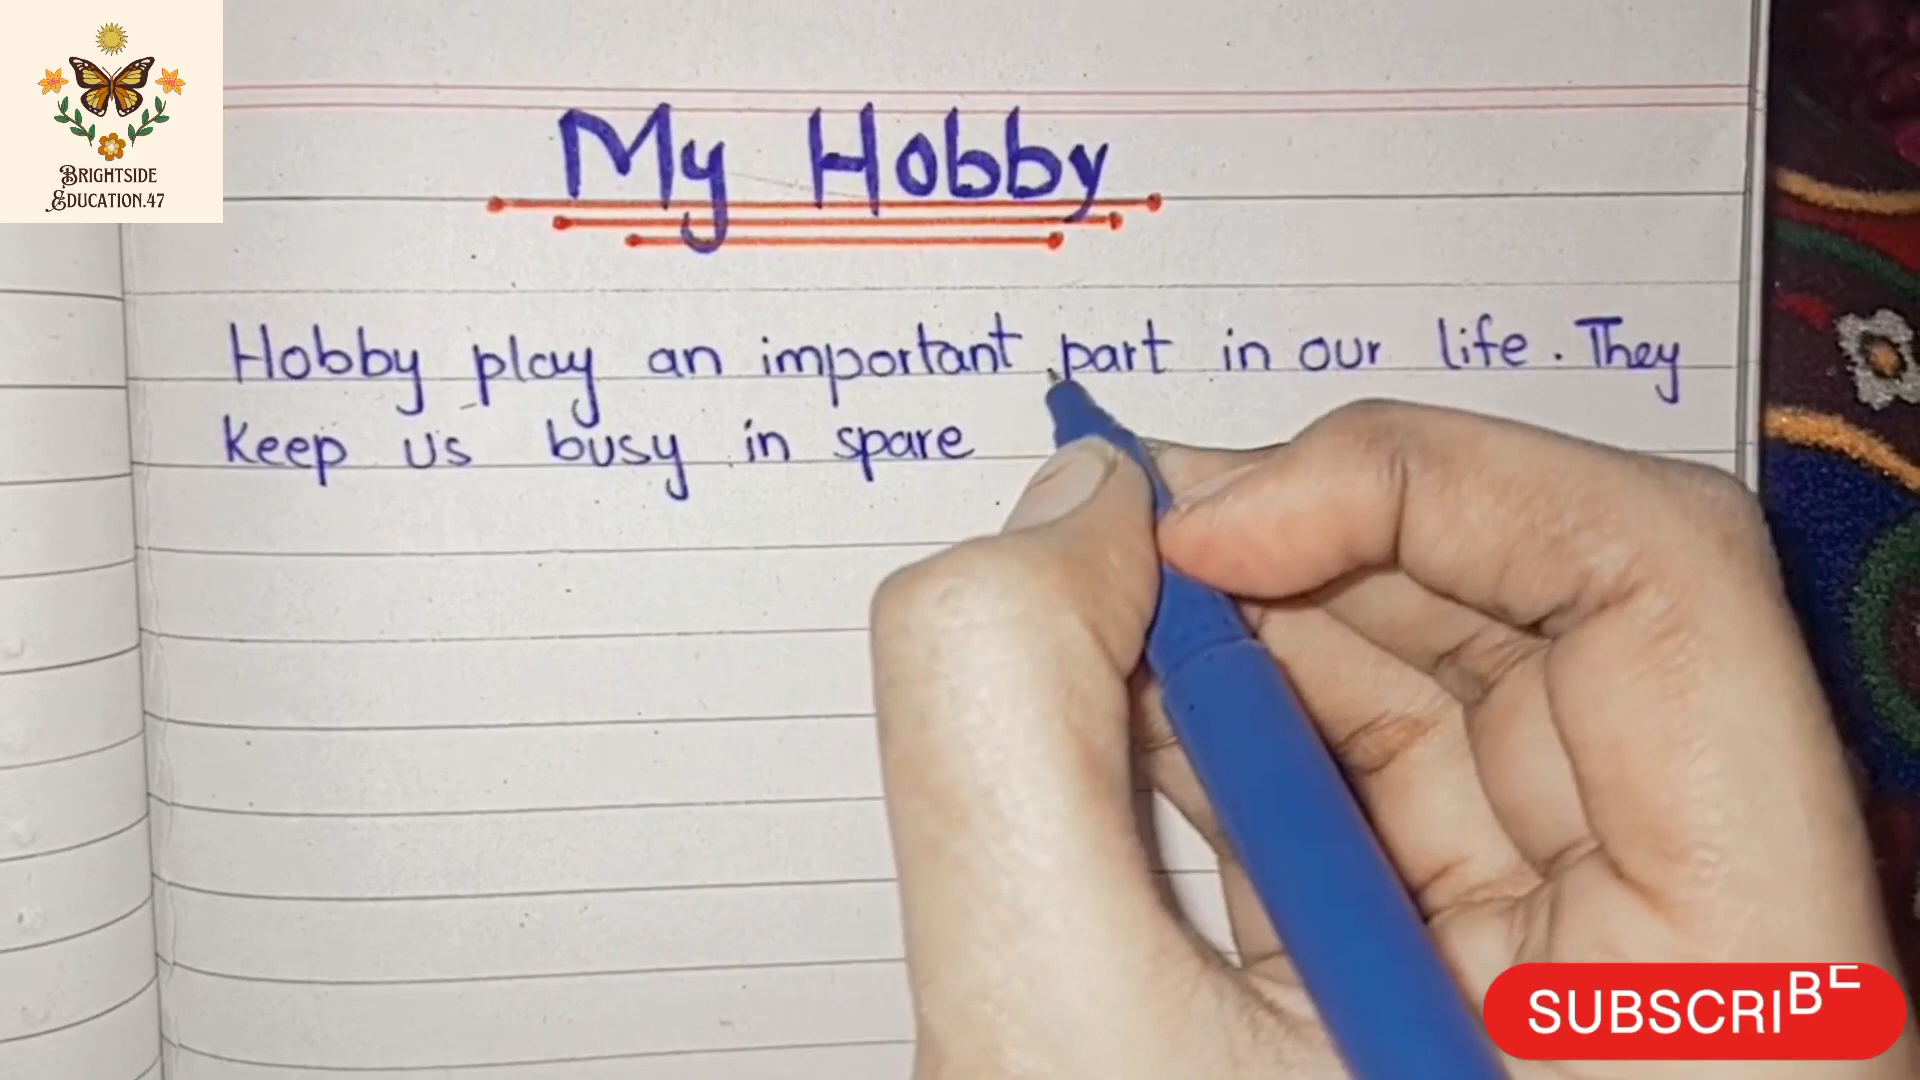 BRIGHTSIDE
EDUCATION.47
My Hobby
Hobby play an important part in our life. They
keep us busy in spare
SUBSCRIBE